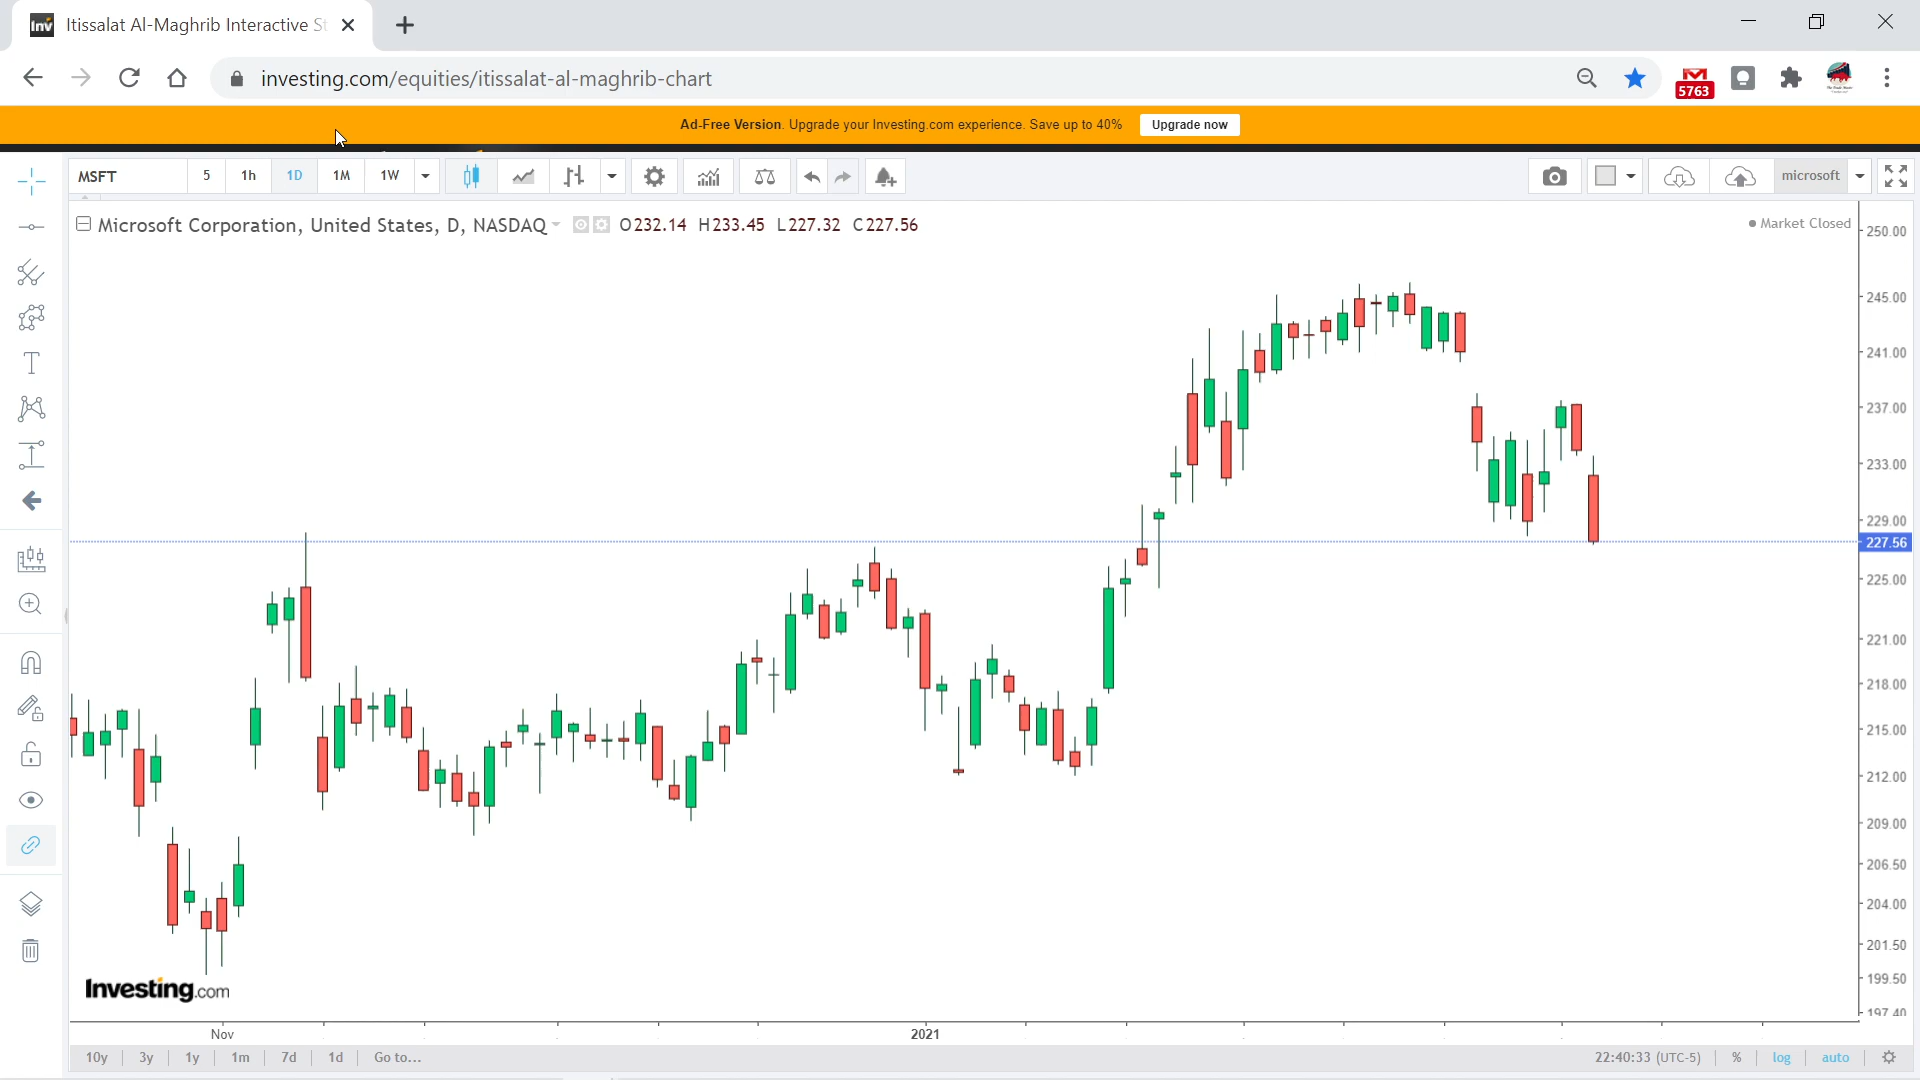 Itissalat Al-Maghrib Interactive St
investing.com/equities/itissalat-al-maghrib-chart
5763
Ad-Free Version. Upgrade your Investing.com experience. Save up to 40% Upgrade now
MSFT 5 1h 1D 1M 1W microsoft
Microsoft Corporation, United States, D, NASDAQ O232.14 H233.45 L227.32 C227.56 Market Closed
250.00
245.00
241.00
237.00
233.00
229.00
227.56
225.00
221.00
218.00
215.00
212.00
209.00
206.50
204.00
201.50
199.50
197.40
Investing.com
Nov 2021
10y 3y 1y 1m 7d 1d Go to... 22:40:33 (UTC-5) % log auto